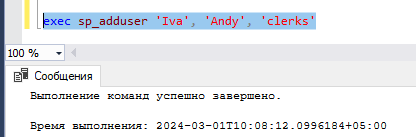 exec sp_adduser 'Iva', 'Andy', 'clerks'
100 %
Сообщения
Выполнение команд успешно завершено.
Время выполнения: 2024-03-01T10:08:12.0996184+05:00